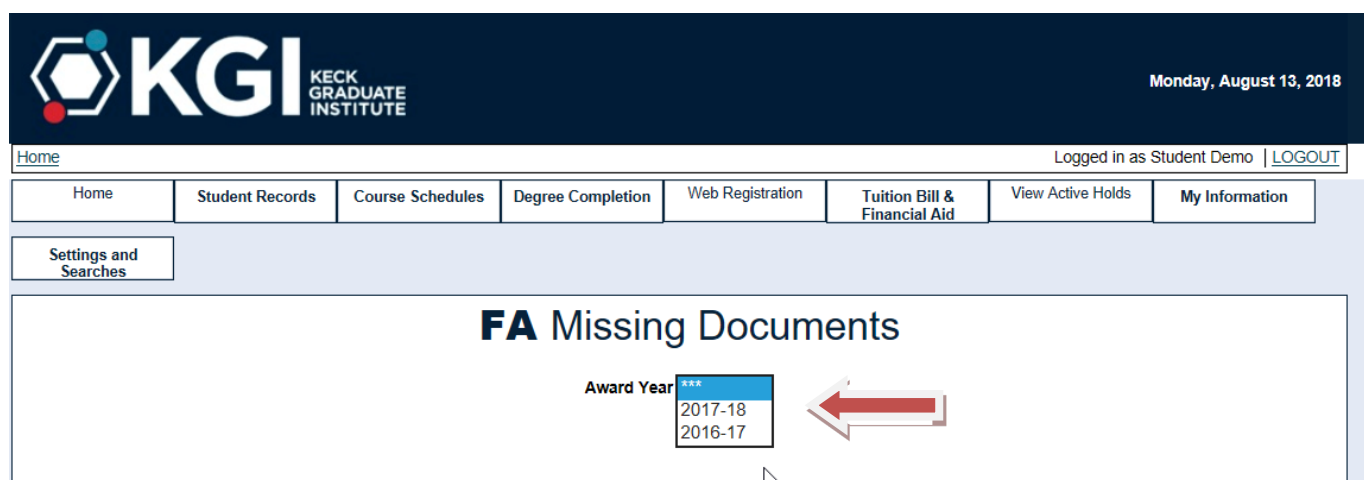 KGI KECK
GRADUATE
INSTITUTE
Monday, August 13, 2018
Home Logged in as Student Demo | LOGOUT
Home Student Records Course Schedules Degree Completion Web Registration Tuition Bill &
Financial Aid View Active Holds My Information
Settings and
Searches
FA Missing Documents
Award Year ***
2017-18
2016-17